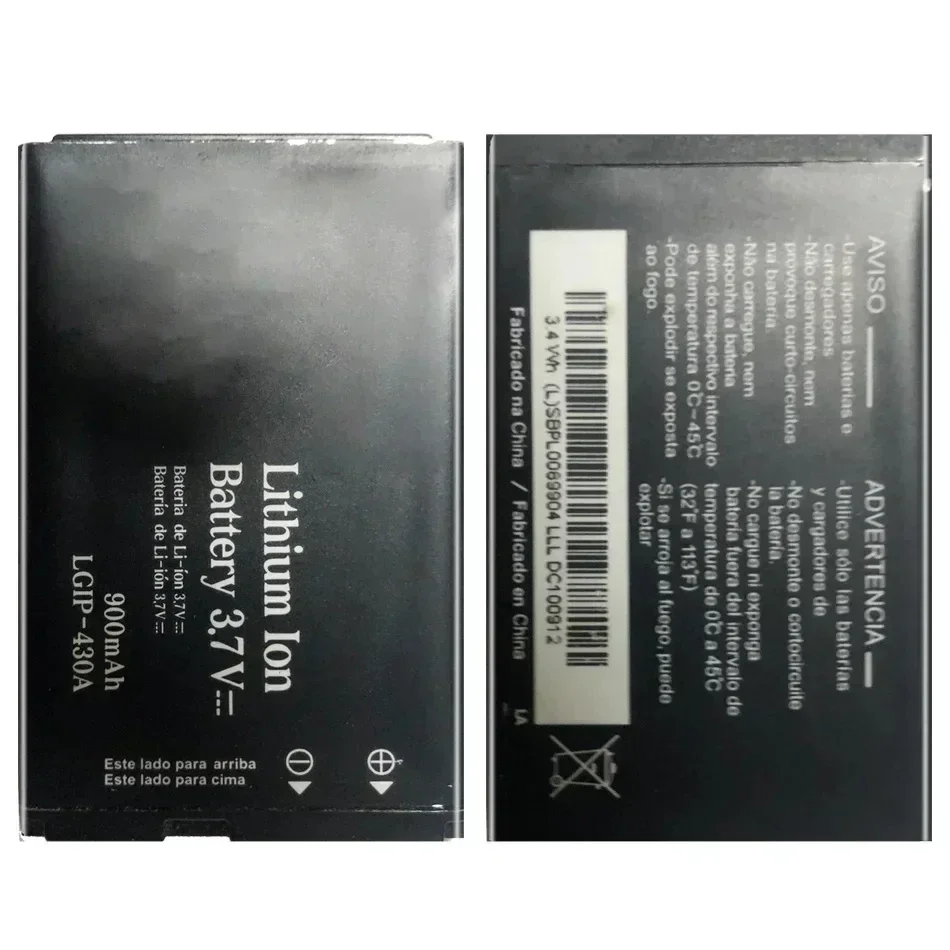 Lithium Ion
Battery 3.7V
Bateria de Li-íon 3,7V
Batería de Li-ión 3,7V
900mAh
LGIP-430A
Este lado para arriba
Este lado para cima
AVISO
-Use apenas baterias e
carregadores
-Não desmonte, nem
provoque curto-circuitos
na bateria.
-Não carregue, nem
exponha a bateria
além do respectivo intervalo
de temperatura 0℃~45℃
-Pode explodir se exposta
ao fogo.
ADVERTENCIA
-Utilice sólo las baterías
y cargadores de
-No desmonte o cortocircuite
la batería.
-No cargue ni exponga
batería fuera del intervalo de
temperatura de 0℃ a 45℃
(32℉ a 113℉)
-Si se arroja al fuego, puede
explotar
3.4 Wh (L)SBPL0069904 LLL DC100912
Fabricado na China / Fabricado en China
LA